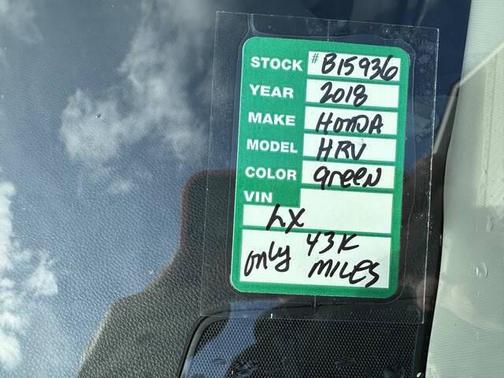 STOCK # B15936
YEAR 2018
MAKE HONDA
MODEL HRV
COLOR green
VIN
LX
only 43K
MILES